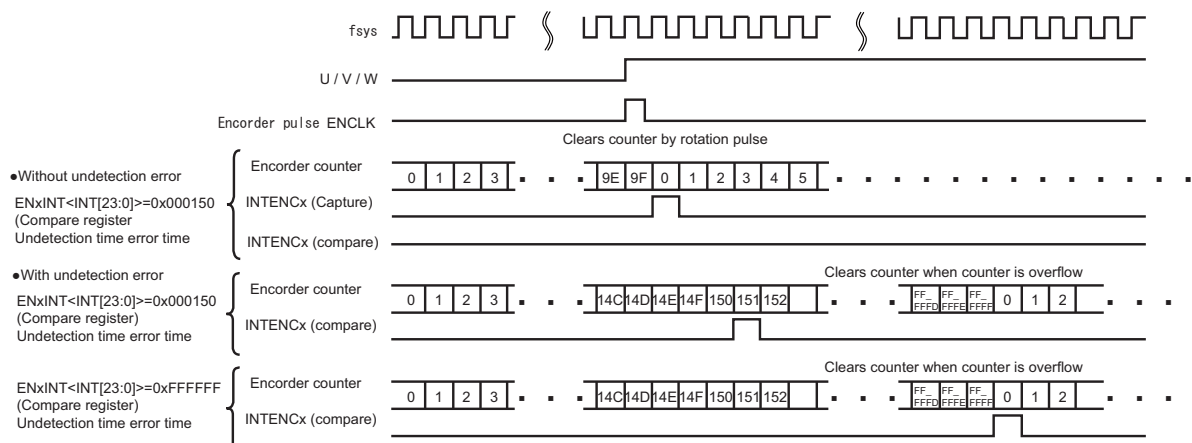 fsys
U / V / W
Encorder pulse ENCLK
Clears counter by rotation pulse
●Without undetection error
ENxINT<INT[23:0]>=0x000150
(Compare register
Undetection time error time
Encorder counter
0 1 2 3 . . . 9E 9F 0 1 2 3 4 5 . . . . . . . . . . . . . .
INTENCx (Capture)
INTENCx (compare)
●With undetection error
Clears counter when counter is overflow
ENxINT<INT[23:0]>=0x000150
(Compare register)
Undetection time error time
Encorder counter
0 1 2 3 . . . 14C 14D 14E 14F 150 151 152 . . . FF_FFFD FF_FFFE FF_FFFF 0 1 2 . . .
INTENCx (compare)
Clears counter when counter is overflow
ENxINT<INT[23:0]>=0xFFFFFF
(Compare register)
Undetection time error time
Encorder counter
0 1 2 3 . . . 14C 14D 14E 14F 150 151 152 . . . FF_FFFD FF_FFFE FF_FFFF 0 1 2 . . .
INTENCx (compare)